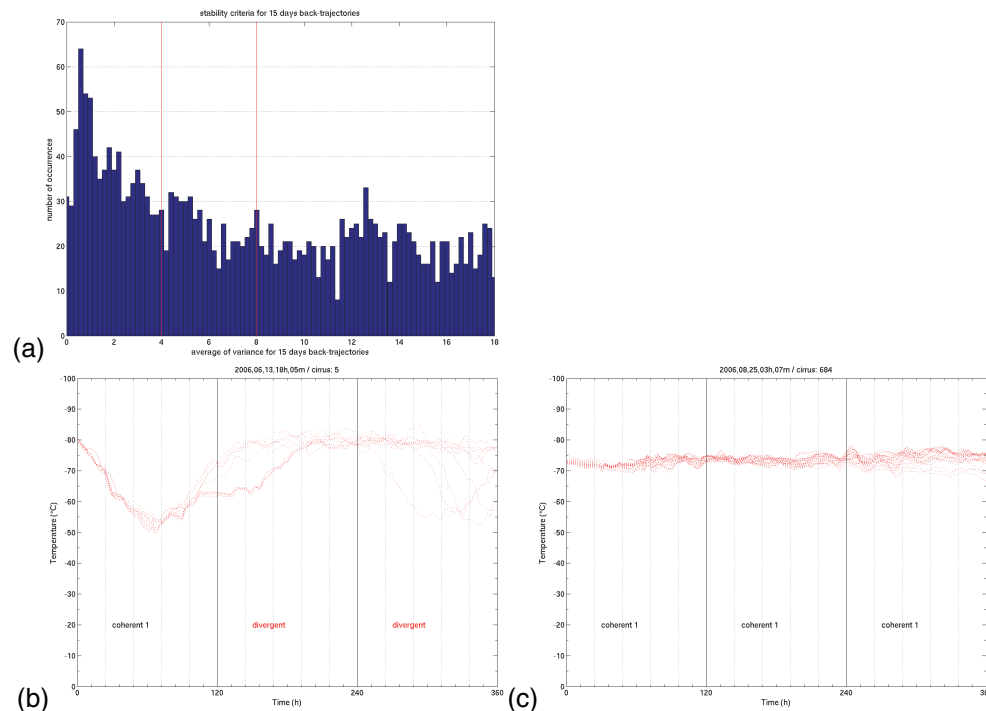 stability criteria for 15 days back-trajectories
70
60
50
40
30
20
10
0
number of occurrences
0 2 4 6 8 10 12 14 16 18
average of variance for 15 days back-trajectories
(a)
2006,06,13,18h,05m / cirrus: 5
-100
-90
-80
-70
-60
-50
-40
-30
-20
-10
0
Temperature (°C)
coherent 1 divergent divergent
0 120 240 360
Time (h)
(b)
2006,08,25,03h,07m / cirrus: 684
-100
-90
-80
-70
-60
-50
-40
-30
-20
-10
0
Temperature (°C)
coherent 1 coherent 1 coherent 1
0 120 240 36
Time (h)
(c)